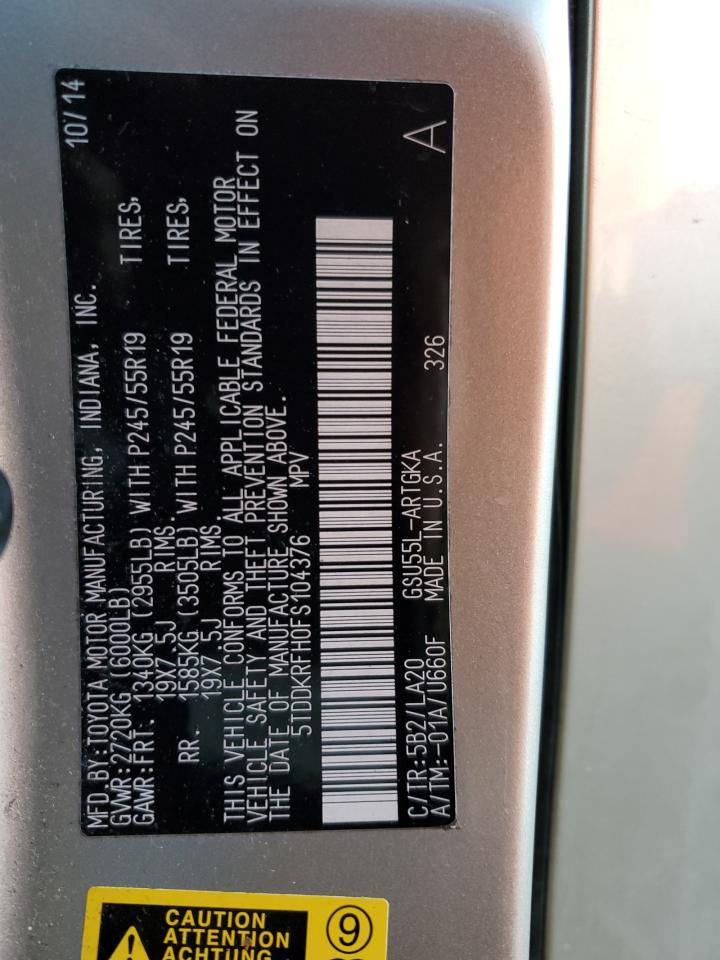 MFD.BY:TOYOTA MOTOR MANUFACTURING, INDIANA, INC. 10/14
GVWR:2720KG (6000LB)
GAWR:FRT. 1340KG (2955LB) WITH P245/55R19 TIRES,
19X7.5J RIMS.
RR. 1585KG (3505LB) WITH P245/55R19 TIRES,
19X7.5J RIMS.
THIS VEHICLE CONFORMS TO ALL APPLICABLE FEDERAL MOTOR
VEHICLE SAFETY AND THEFT PREVENTION STANDARDS IN EFFECT ON
THE DATE OF MANUFACTURE SHOWN ABOVE.
5TDDKRFH0FS104376 MPV
C/TR:5B2/LA20 GSU55L-ARTGKA
A/TM:-01A/U660F MADE IN U.S.A. 326 A
CAUTION
ATTENTION
ACHTUNG
9